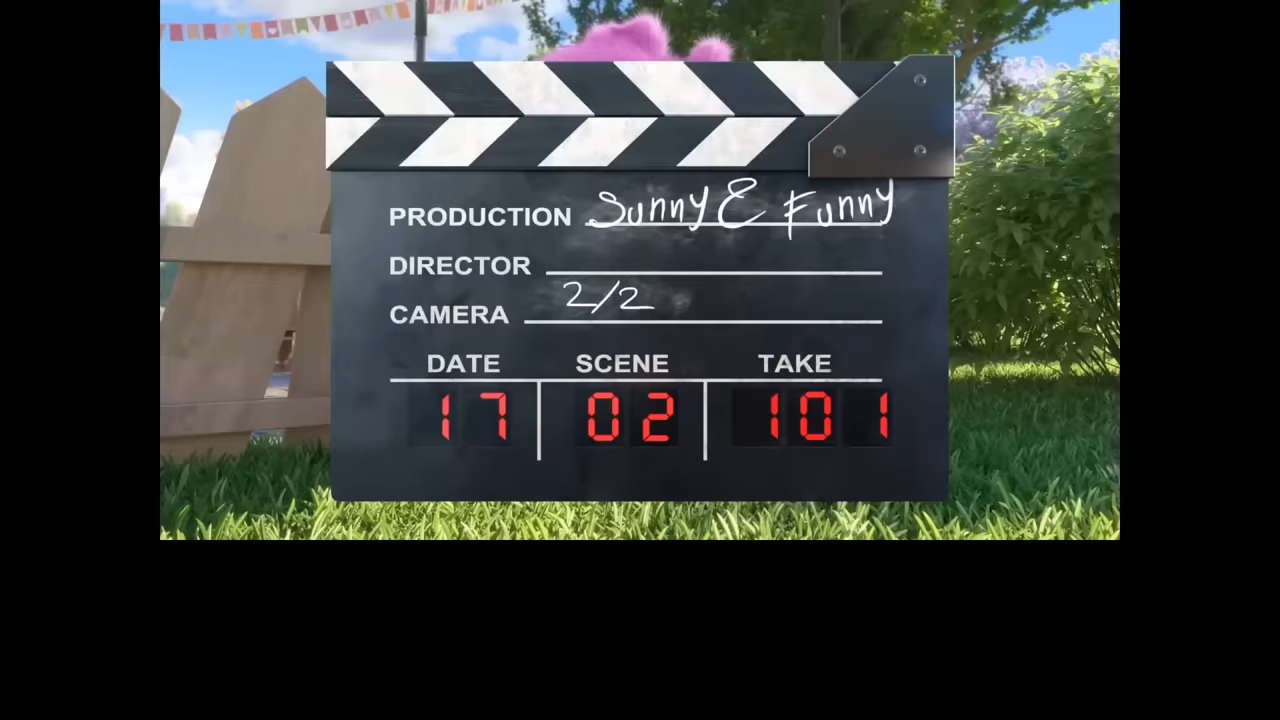 PRODUCTION Sunny & Funny
DIRECTOR
CAMERA 2/2
DATE SCENE TAKE
17 02 101